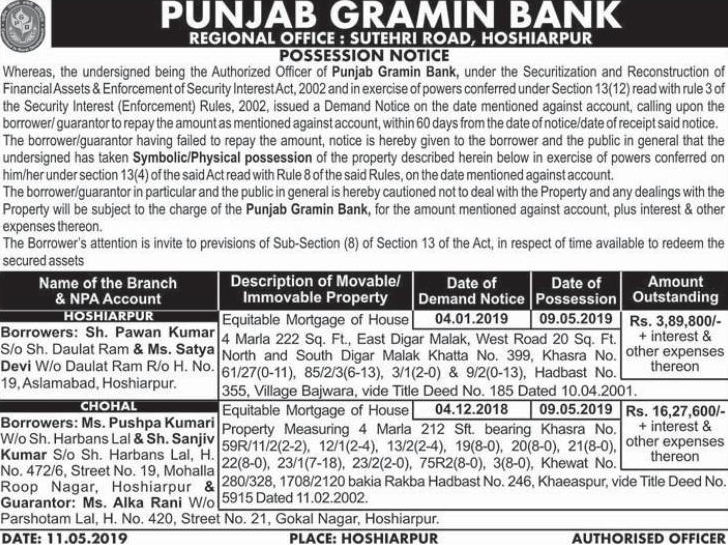 PUNJAB GRAMIN BANK
REGIONAL OFFICE : SUTEHRI ROAD, HOSHIARPUR
POSSESSION NOTICE
Whereas, the undersigned being the Authorized Officer of Punjab Gramin Bank, under the Securitization and Reconstruction of
Financial Assets & Enforcement of Security Interest Act, 2002 and in exercise of powers conferred under Section 13(12) read with rule 3 of
the Security Interest (Enforcement) Rules, 2002, issued a Demand Notice on the date mentioned against account, calling upon the
borrower/ guarantor to repay the amount as mentioned against account, within 60 days from the date of notice/date of receipt said notice.
The borrower/guarantor having failed to repay the amount, notice is hereby given to the borrower and the public in general that the
undersigned has taken Symbolic/Physical possession of the property described herein below in exercise of powers conferred on
him/her under section 13(4) of the said Act read with Rule 8 of the said Rules, on the date mentioned against account.
The borrower/guarantor in particular and the public in general is hereby cautioned not to deal with the Property and any dealings with the
Property will be subject to the charge of the Punjab Gramin Bank, for the amount mentioned against account, plus interest & other
expenses thereon.
The Borrower's attention is invite to previsions of Sub-Section (8) of Section 13 of the Act, in respect of time available to redeem the
secured assets
Name of the Branch
& NPA Account
Description of Movable/
Immovable Property
Date of
Demand Notice
Date of
Possession
Amount
Outstanding
HOSHIARPUR
Borrowers: Sh. Pawan Kumar
S/o Sh. Daulat Ram & Ms. Satya
Devi W/o Daulat Ram R/o H. No.
19, Aslamabad, Hoshiarpur.
Equitable Mortgage of House
04.01.2019
09.05.2019
4 Marla 222 Sq. Ft., East Digar Malak, West Road 20 Sq. Ft.
North and South Digar Malak Khatta No. 399, Khasra No.
61/27(0-11), 85/2/3(6-13), 3/1(2-0) & 9/2(0-13), Hadbast No.
355, Village Bajwara, vide Title Deed No. 185 Dated 10.04.2001.
Rs. 3,89,800/-
+ interest &
other expenses
thereon
CHOHAL
Borrowers: Ms. Pushpa Kumari
W/o Sh. Harbans Lal & Sh. Sanjiv
Kumar S/o Sh. Harbans Lal, H.
No. 472/6, Street No. 19, Mohalla
Roop Nagar, Hoshiarpur &
Guarantor: Ms. Alka Rani W/o
Parshotam Lal, H. No. 420, Street No. 21, Gokal Nagar, Hoshiarpur.
Equitable Mortgage of House
04.12.2018
09.05.2019
Property Measuring 4 Marla 212 Sft. bearing Khasra No.
59R/11/2(2-2), 12/1(2-4), 13/2(2-4), 19(8-0), 20(8-0), 21(8-0),
22(8-0), 23/1(7-18), 23/2(2-0), 75R2(8-0), 3(8-0), Khewat No.
280/328, 1708/2120 bakia Rakba Hadbast No. 246, Khaeaspur, vide Title Deed No.
5915 Dated 11.02.2002.
Rs. 16,27,600/-
+ interest &
other expenses
thereon
DATE: 11.05.2019 PLACE: HOSHIARPUR AUTHORISED OFFICER